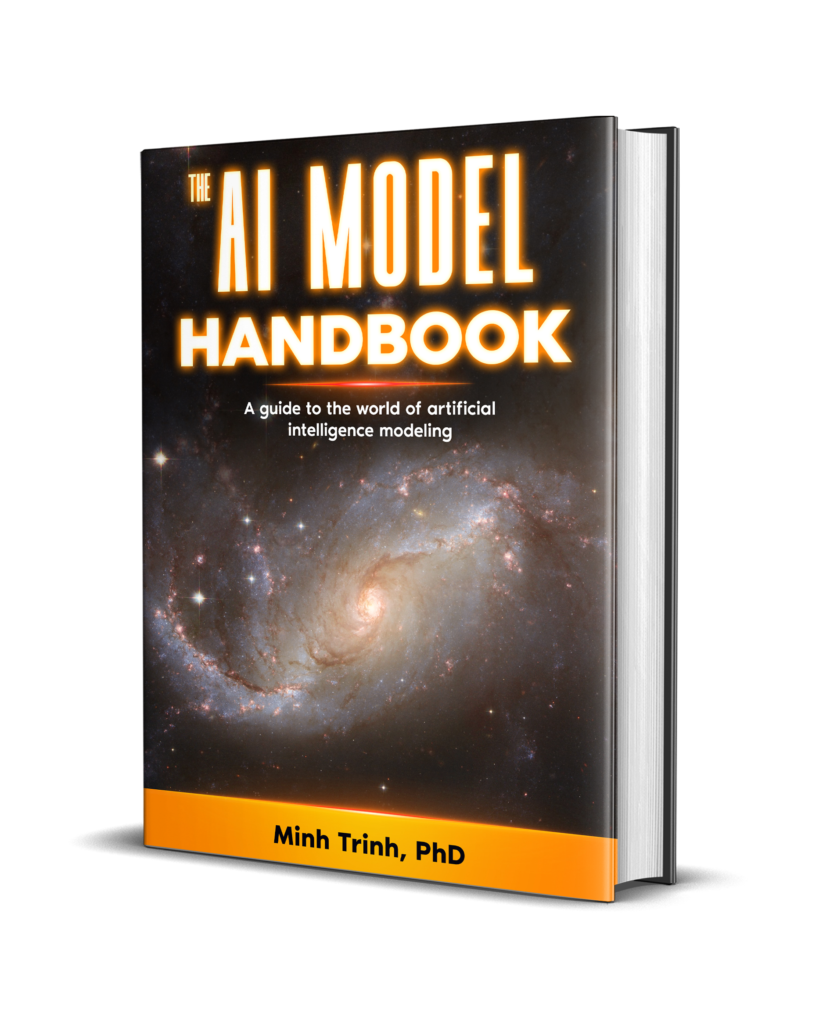 THE
AI MODEL
HANDBOOK
A guide to the world of artificial
intelligence modeling
Minh Trinh, PhD